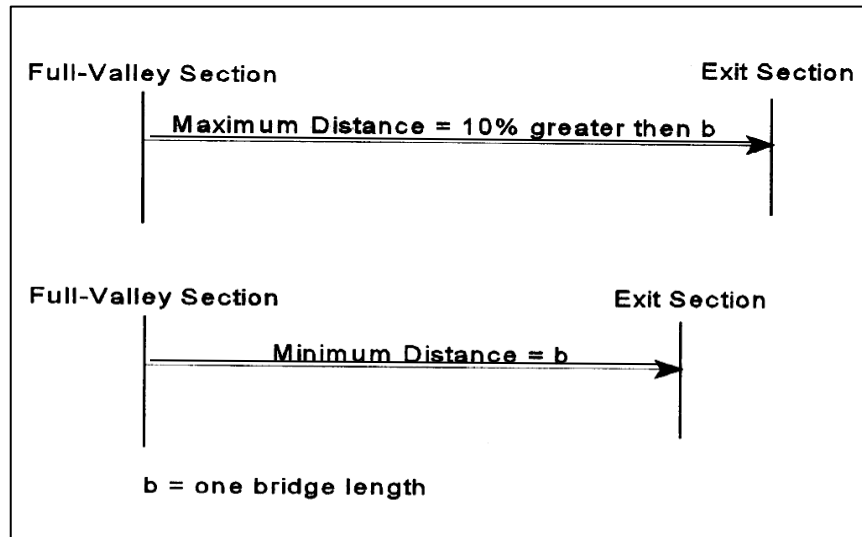 Full-Valley Section
Exit Section
Maximum Distance = 10% greater then b
Full-Valley Section
Exit Section
Minimum Distance = b
b = one bridge length